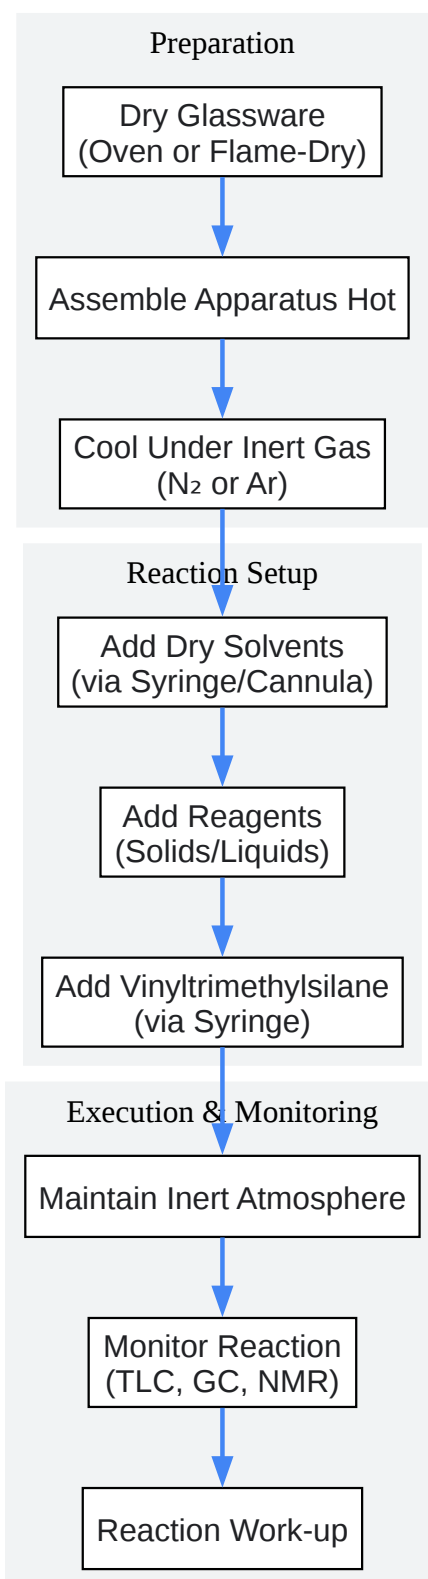 Preparation
Dry Glassware
(Oven or Flame-Dry)
Assemble Apparatus Hot
Cool Under Inert Gas
(N₂ or Ar)
Reaction Setup
Add Dry Solvents
(via Syringe/Cannula)
Add Reagents
(Solids/Liquids)
Add Vinyltrimethylsilane
(via Syringe)
Execution & Monitoring
Maintain Inert Atmosphere
Monitor Reaction
(TLC, GC, NMR)
Reaction Work-up